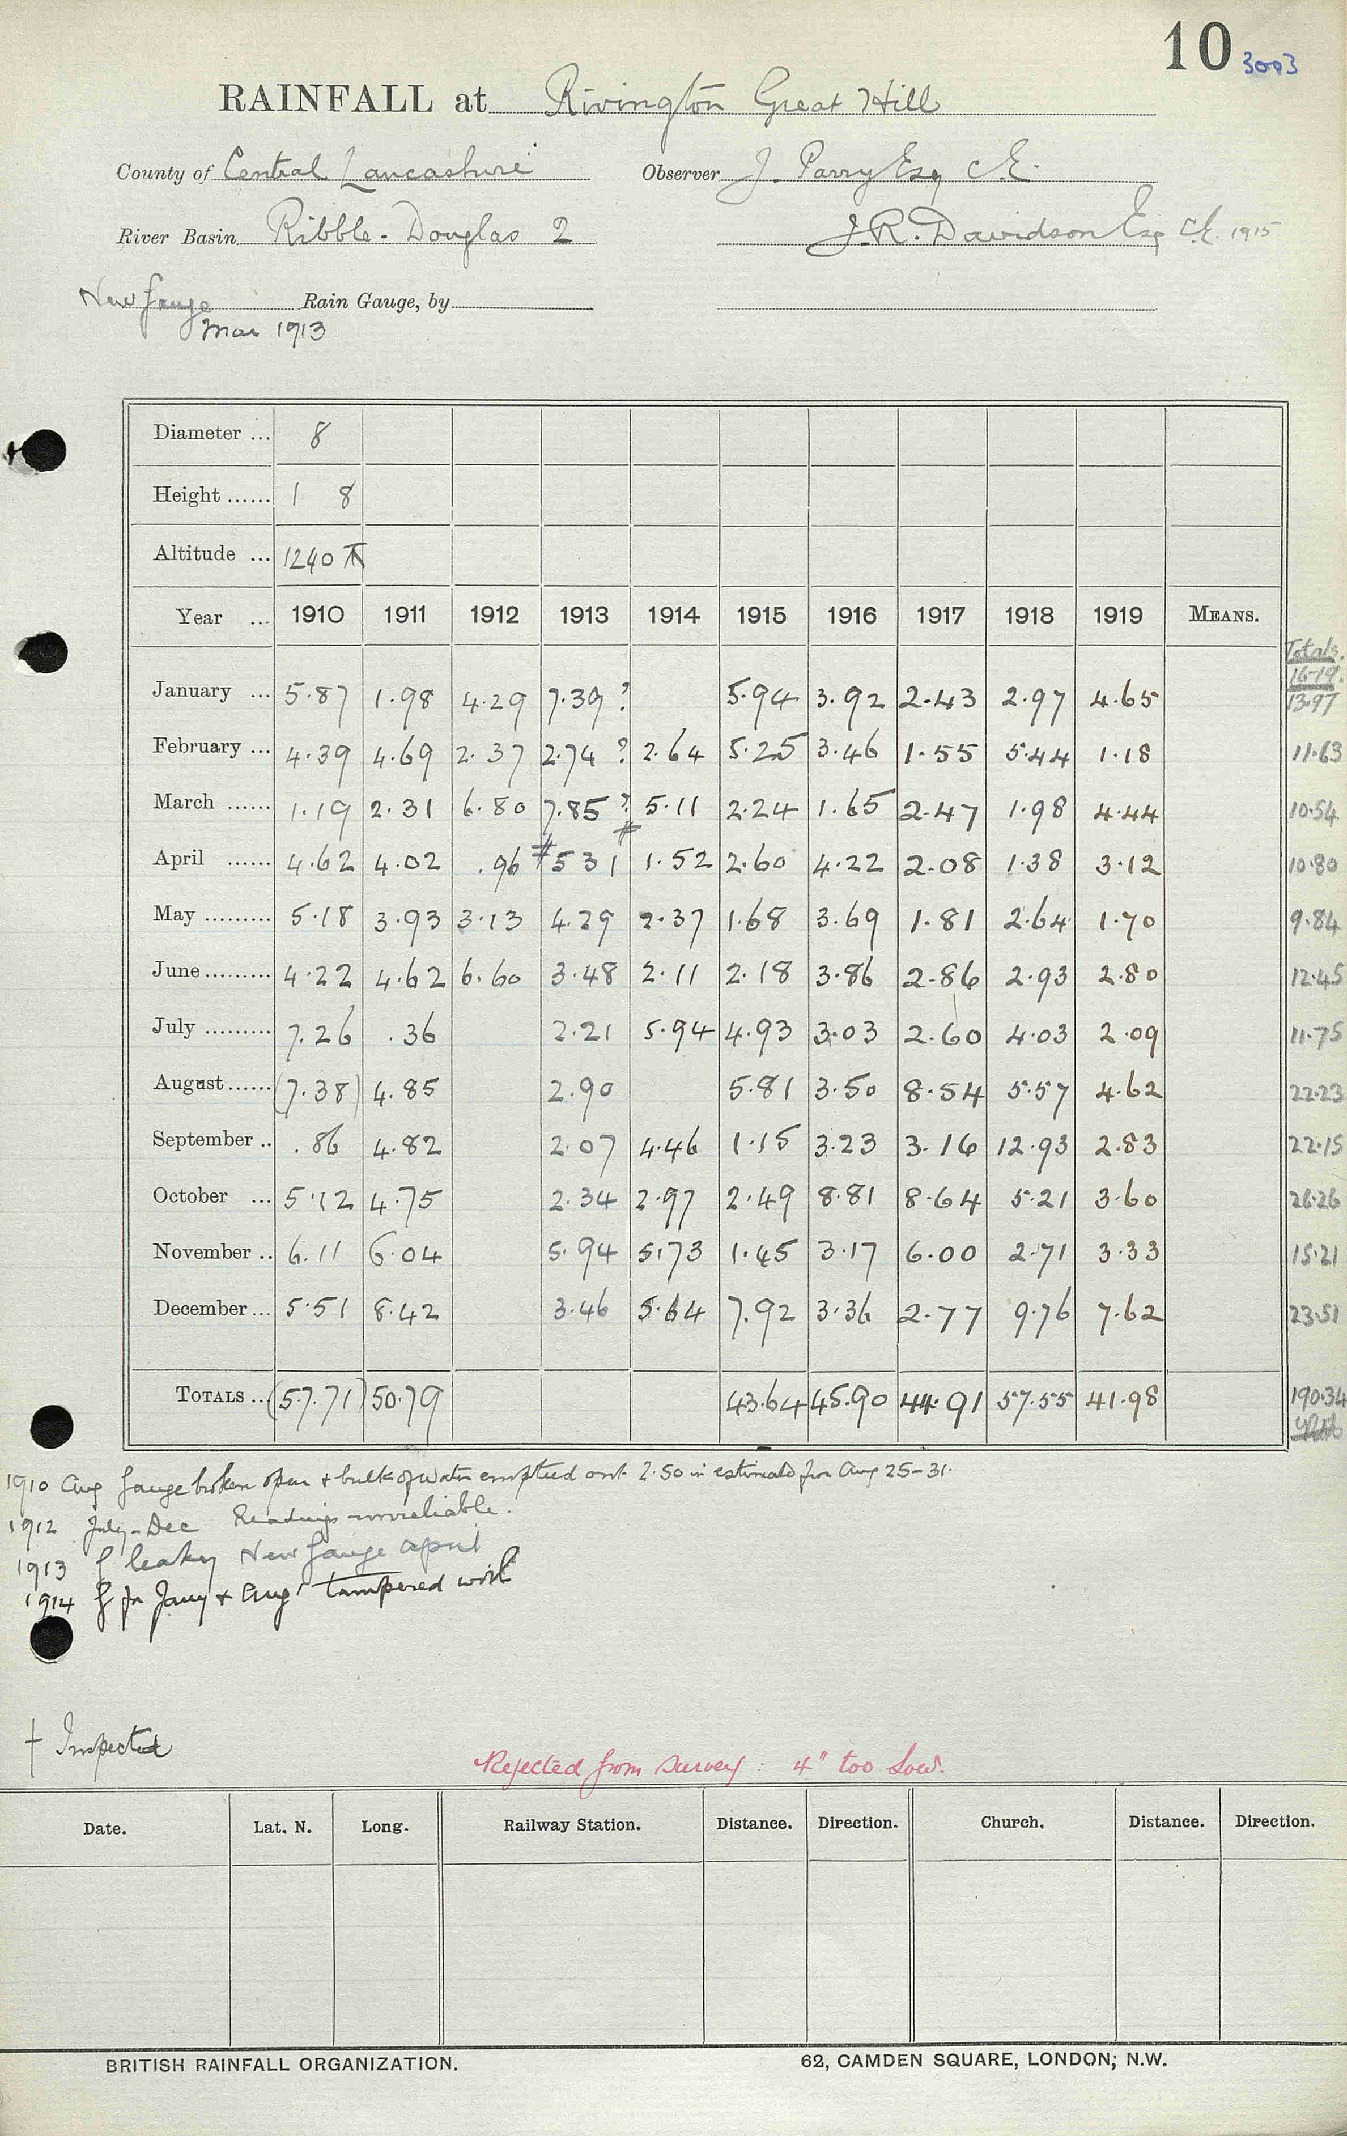 10 3003
RAINFALL at Rivington Great Hill
County of Central Lancashire Observer J. Parry Esq C.E.
River Basin Ribble-Douglas 2 J.R. Davidson Esq C.E. 1915
New Gauge Rain Gauge, by
Mar 1913
Diameter ... 8
Height ...... 1 8
Altitude ... 1240
Year ... 1910 1911 1912 1913 1914 1915 1916 1917 1918 1919 MEANS.
Totals.
16-19.
January ... 5.87 1.98 4.29 7.39 ? 5.94 3.92 2.43 2.97 4.65 13.97
February ... 4.39 4.69 2.37 2.74 ? 2.64 5.25 3.46 1.55 5.44 1.18 11.63
March ...... 1.19 2.31 6.80 7.85 ? 5.11 2.24 1.65 2.47 1.98 4.44 10.54
April ...... 4.62 4.02 .96 5 31 1.52 2.60 4.22 2.08 1.38 3.12 10.80
May ......... 5.18 3.93 3.13 4.29 2.37 1.68 3.69 1.81 2.64 1.70 9.84
June ......... 4.22 4.62 6.60 3.48 2.11 2.18 3.86 2.86 2.93 2.80 12.45
July ......... 7.26 .36 2.21 5.94 4.93 3.03 2.60 4.03 2.09 11.75
August ...... (7.38) 4.85 2.90 5.81 3.50 8.54 5.57 4.62 22.23
September .. .86 4.82 2.07 4.46 1.15 3.23 3.16 12.93 2.83 22.15
October ... 5.12 4.75 2.34 2.97 2.49 8.81 8.64 5.21 3.60 26.26
November .. 6.11 6.04 5.94 5.73 1.45 3.17 6.00 2.71 3.33 15.21
December ... 5.51 8.42 3.46 5.64 7.92 3.36 2.77 9.76 7.62 23.51
TOTALS .. (57.71) 50.79 43.64 45.90 44.91 57.55 41.98 190.34
1910 Aug Gauge broken open + bulk of water emptied out 2.50 in estimated for Aug 25-31.
1912 July-Dec Readings unreliable.
1913 G leaky New Gauge April
1914 G for Jany + Aug tampered with
† Inspected
Rejected from survey: 4" too low.
Date. Lat. N. Long. Railway Station. Distance. Direction. Church. Distance. Direction.
BRITISH RAINFALL ORGANIZATION. 62, CAMDEN SQUARE, LONDON, N.W.